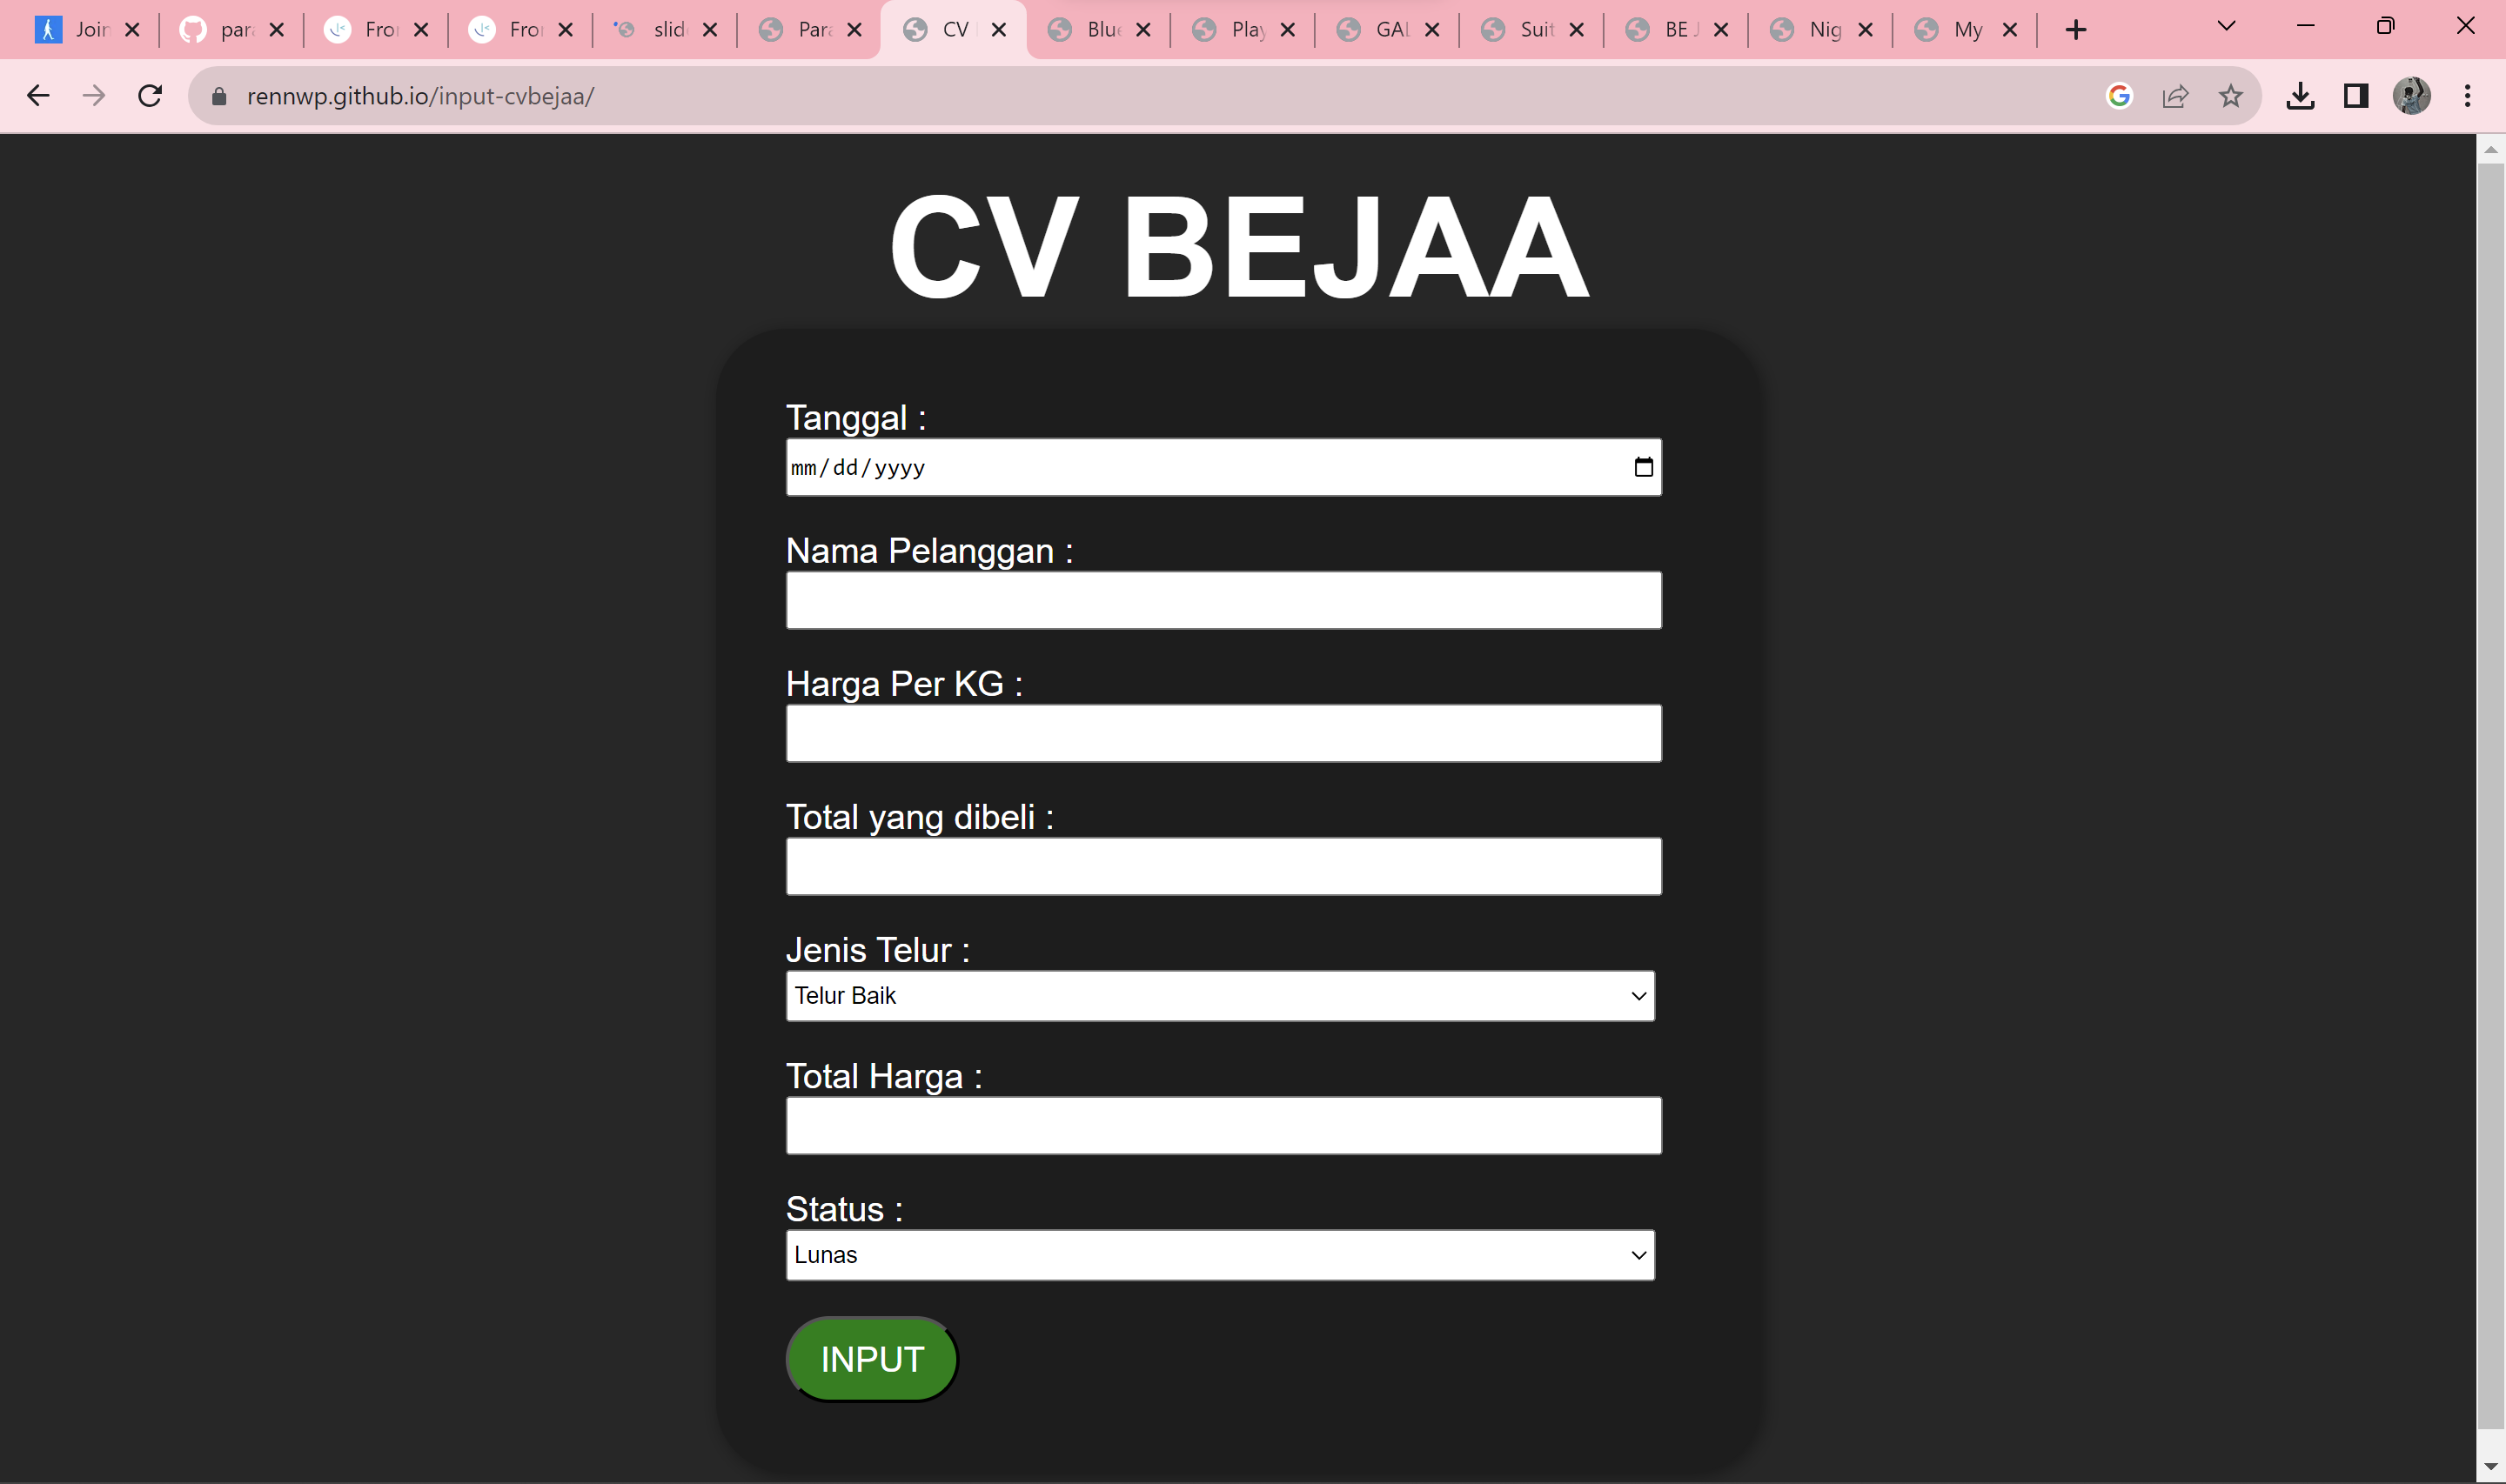 Join
para
Fro
Fro
slid
Para
CV
Blue
Play
GAL
Suit
BE J
Nig
My
rennwp.github.io/input-cvbejaa/
CV BEJAA
Tanggal :
mm/dd/yyyy
Nama Pelanggan :
Harga Per KG :
Total yang dibeli :
Jenis Telur :
Telur Baik
Total Harga :
Status :
Lunas
INPUT